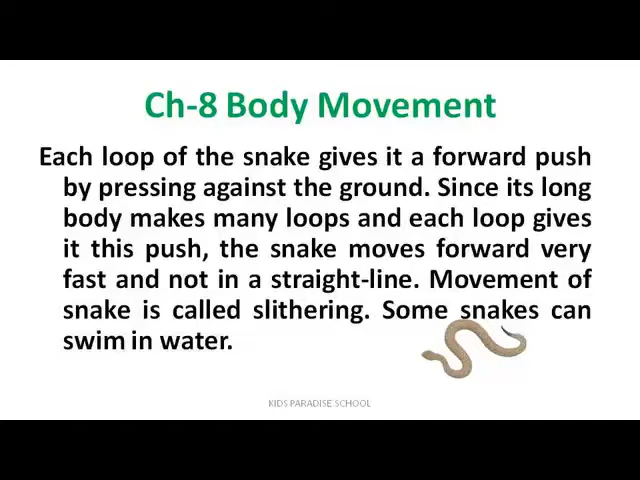 Ch-8 Body Movement
Each loop of the snake gives it a forward push
by pressing against the ground. Since its long
body makes many loops and each loop gives
it this push, the snake moves forward very
fast and not in a straight-line. Movement of
snake is called slithering. Some snakes can
swim in water.
KIDS PARADISE SCHOOL